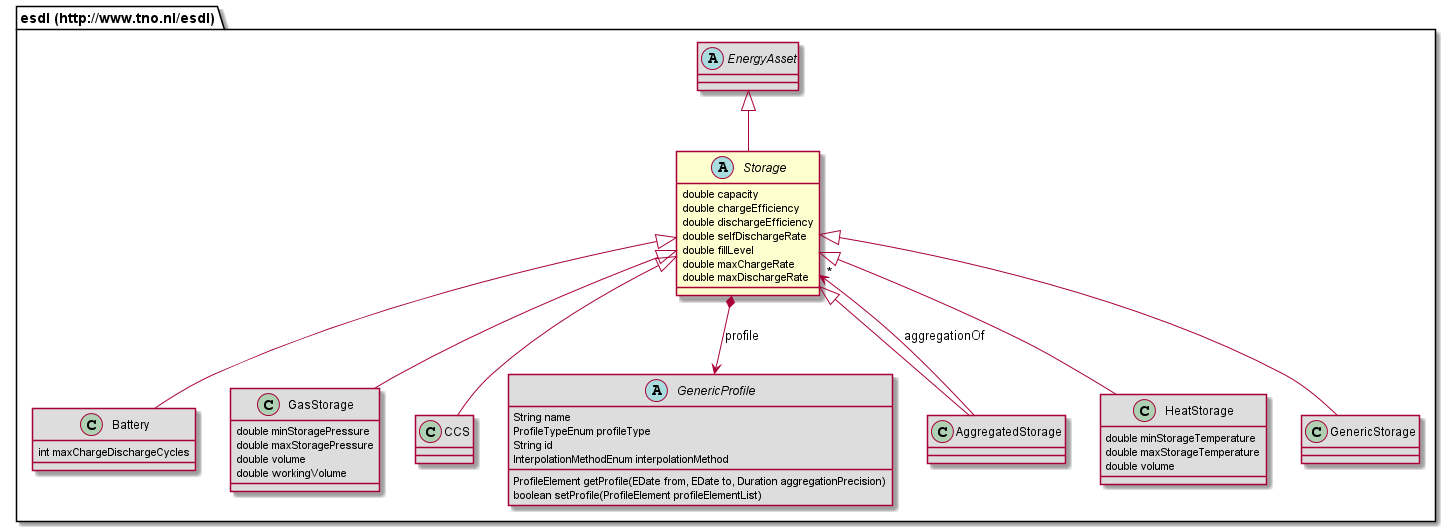 esdl (http://www.tno.nl/esdl)
A EnergyAsset
A Storage
double capacity
double chargeEfficiency
double dischargeEfficiency
double selfDischargeRate
double fillLevel
double maxChargeRate
double maxDischargeRate
*
profile
aggregationOf
C Battery
int maxChargeDischargeCycles
C GasStorage
double minStoragePressure
double maxStoragePressure
double volume
double workingVolume
C CCS
A GenericProfile
String name
ProfileTypeEnum profileType
String id
InterpolationMethodEnum interpolationMethod
ProfileElement getProfile(EDate from, EDate to, Duration aggregationPrecision)
boolean setProfile(ProfileElement profileElementList)
C AggregatedStorage
C HeatStorage
double minStorageTemperature
double maxStorageTemperature
double volume
C GenericStorage